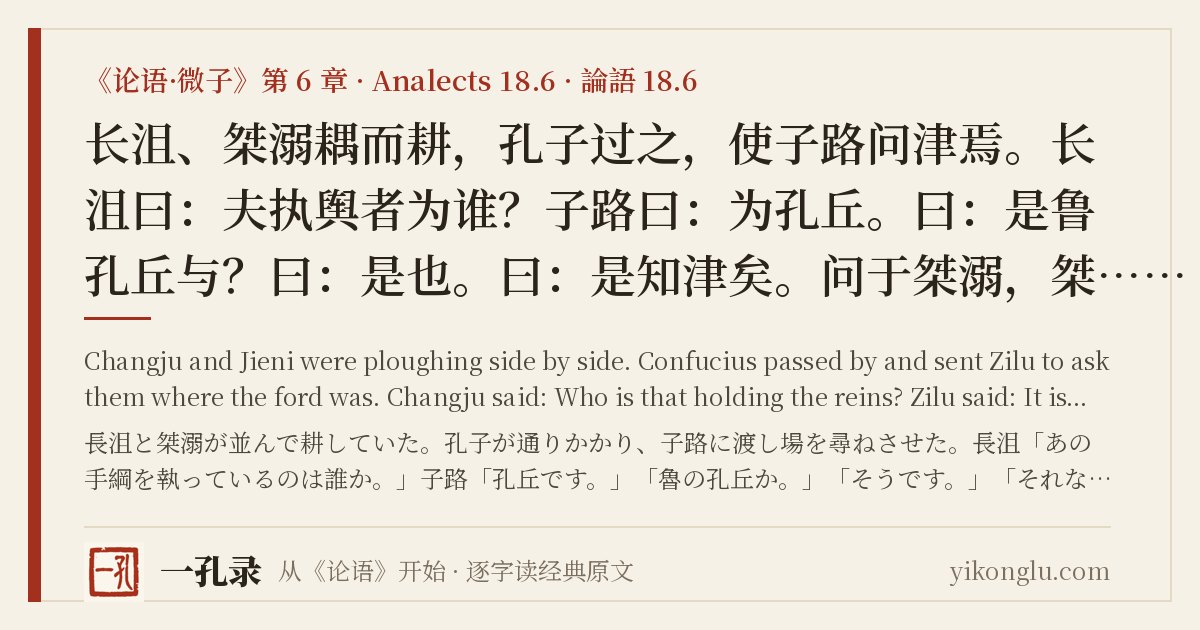 《论语·微子》第 6 章 · Analects 18.6 · 論語 18.6
长沮、桀溺耦而耕，孔子过之，使子路问津焉。长
沮曰：夫执舆者为谁？子路曰：为孔丘。曰：是鲁
孔丘与？曰：是也。曰：是知津矣。问于桀溺，桀……
Changju and Jieni were ploughing side by side. Confucius passed by and sent Zilu to ask
them where the ford was. Changju said: Who is that holding the reins? Zilu said: It is...
長沮と桀溺が並んで耕していた。孔子が通りかかり、子路に渡し場を尋ねさせた。長沮「あの
手綱を執っているのは誰か。」子路「孔丘です。」「魯の孔丘か。」「そうです。」「それな…
一孔
一孔录
从《论语》开始 · 逐字读经典原文
yikonglu.com